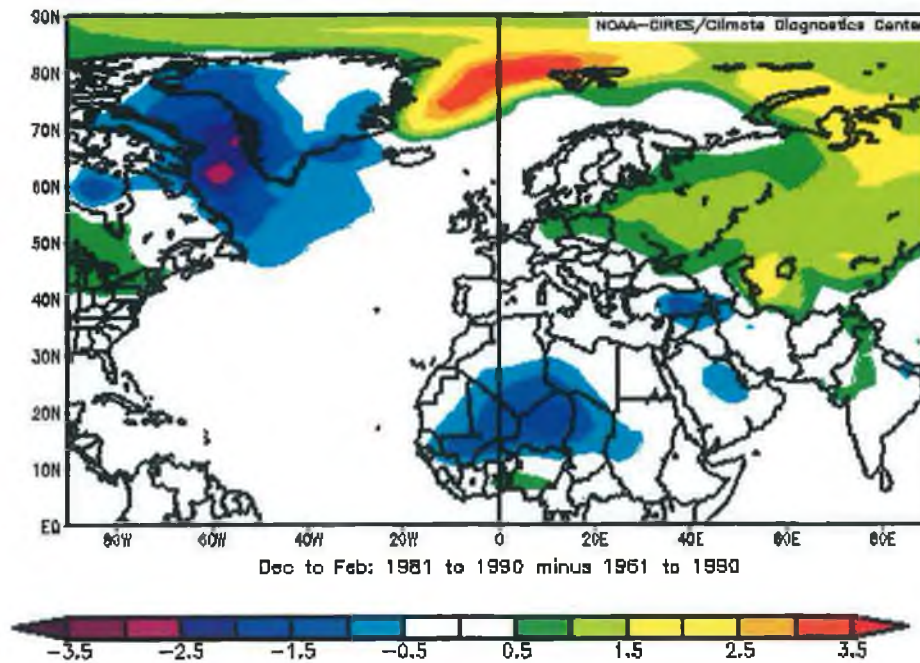 90N
NOAA-CIRES/Climate Diagnostics Cente
80N
70N
60N
50N
40N
30N
20N
10N
EQ
80W 60W 40W 20W 0 20E 40E 60E 80E
Dec to Feb: 1981 to 1990 minus 1961 to 1990
-3.5 -2.5 -1.5 -0.5 0.5 1.5 2.5 3.5